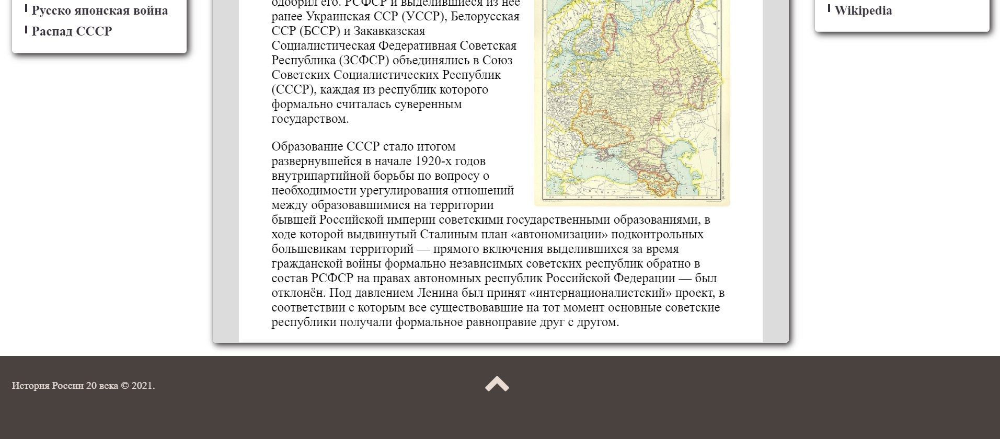 Русско японская война
Распад СССР
одобрил его. РСФСР и выделившиеся из неё
ранее Украинская ССР (УССР), Белорусская
ССР (БССР) и Закавказская
Социалистическая Федеративная Советская
Республика (ЗСФСР) объединялись в Союз
Советских Социалистических Республик
(СССР), каждая из республик которого
формально считалась суверенным
государством.
Образование СССР стало итогом
развернувшейся в начале 1920-х годов
внутрипартийной борьбы по вопросу о
необходимости урегулирования отношений
между образовавшимися на территории
бывшей Российской империи советскими государственными образованиями, в
ходе которой выдвинутый Сталиным план «автономизации» подконтрольных
большевикам территорий — прямого включения выделившихся за время
гражданской войны формально независимых советских республик обратно в
состав РСФСР на правах автономных республик Российской Федерации — был
отклонён. Под давлением Ленина был принят «интернационалистский» проект, в
соответствии с которым все существовавшие на тот момент основные советские
республики получали формальное равноправие друг с другом.
Wikipedia
История России 20 века © 2021.